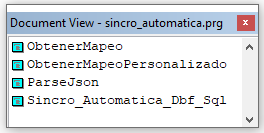 Document View - sincro_automatica.prg
ObtenerMapeo
ObtenerMapeoPersonalizado
ParseJson
Sincro_Automatica_Dbf_Sql